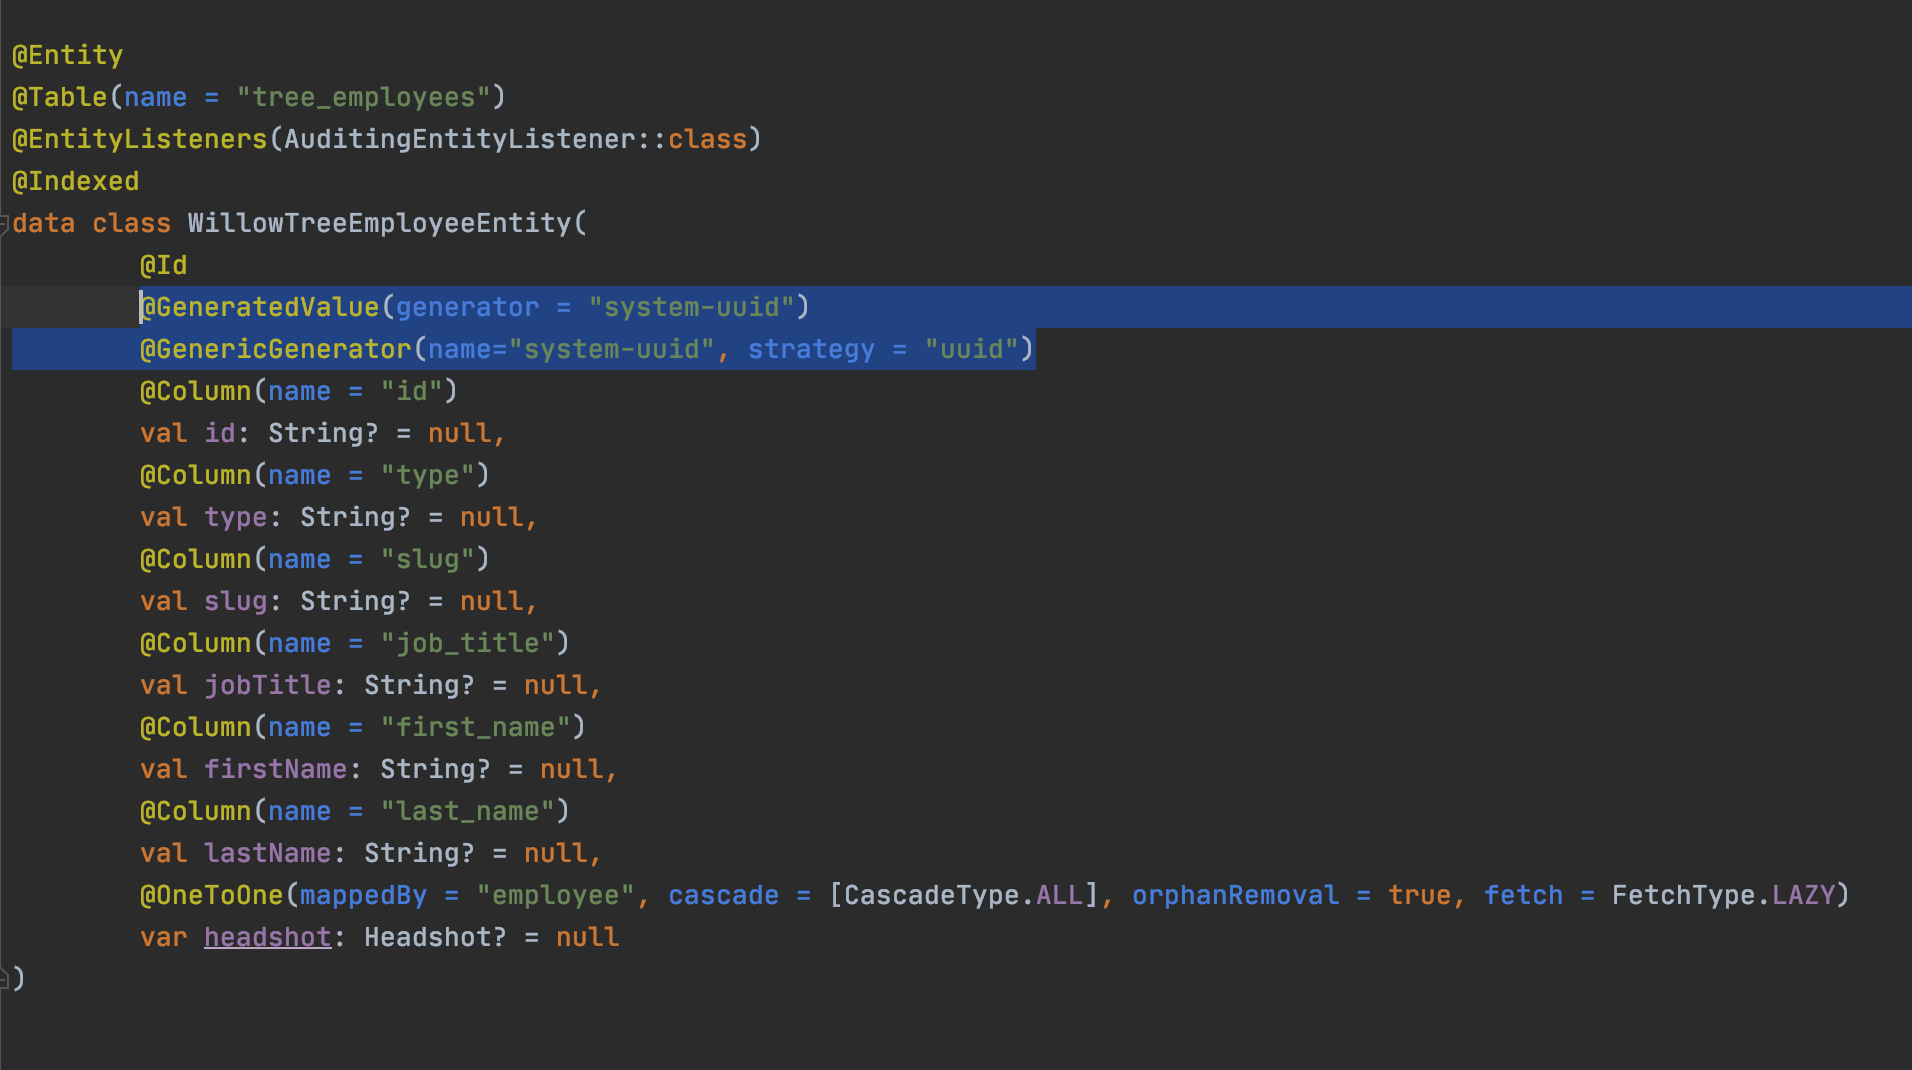 @Entity
@Table(name = "tree_employees")
@EntityListeners(AuditingEntityListener::class)
@Indexed
data class WillowTreeEmployeeEntity(
        @Id
        @GeneratedValue(generator = "system-uuid")
        @GenericGenerator(name="system-uuid", strategy = "uuid")
        @Column(name = "id")
        val id: String? = null,
        @Column(name = "type")
        val type: String? = null,
        @Column(name = "slug")
        val slug: String? = null,
        @Column(name = "job_title")
        val jobTitle: String? = null,
        @Column(name = "first_name")
        val firstName: String? = null,
        @Column(name = "last_name")
        val lastName: String? = null,
        @OneToOne(mappedBy = "employee", cascade = [CascadeType.ALL], orphanRemoval = true, fetch = FetchType.LAZY)
        var headshot: Headshot? = null
)